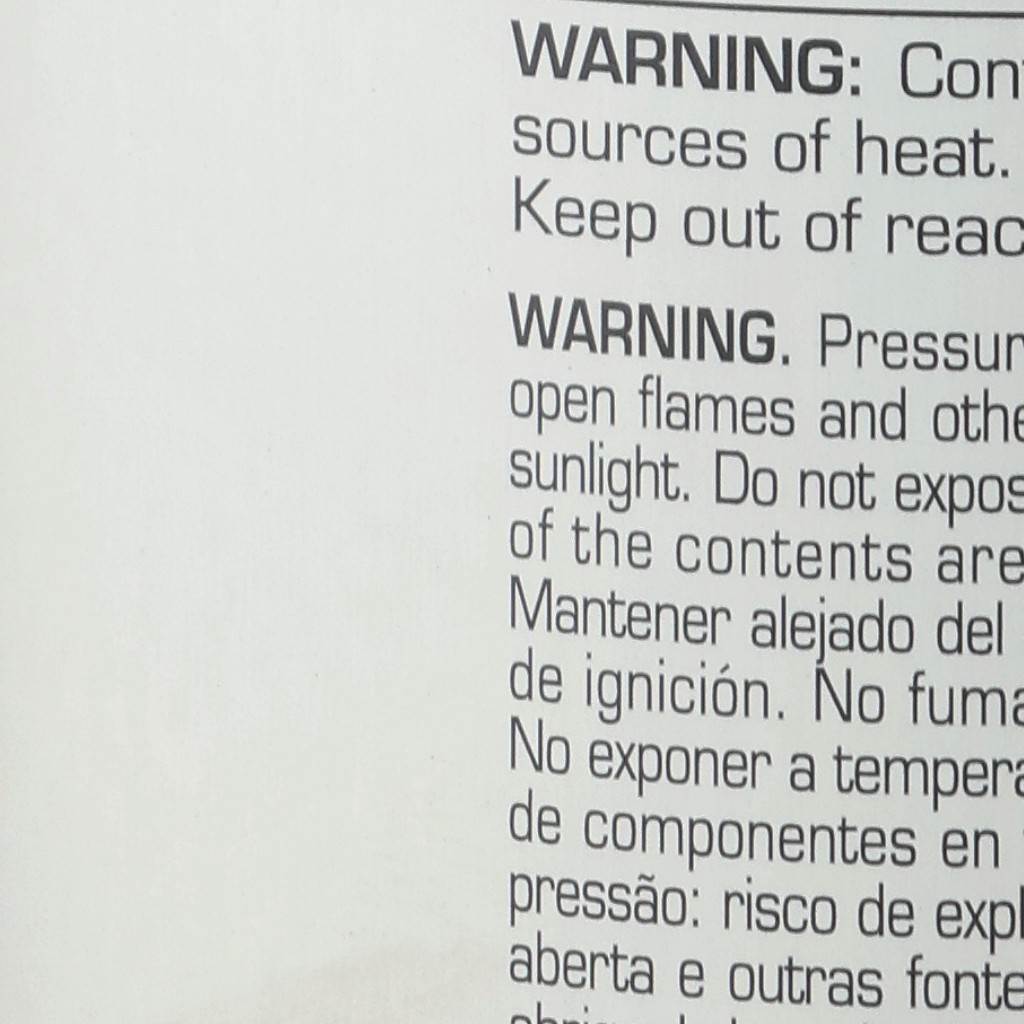 WARNING: Con
sources of heat.
Keep out of reac
WARNING. Pressur
open flames and othe
sunlight. Do not expos
of the contents are
Mantener alejado del
de ignición. No fuma
No exponer a tempera
de componentes en
pressão: risco de expl
aberta e outras fonte